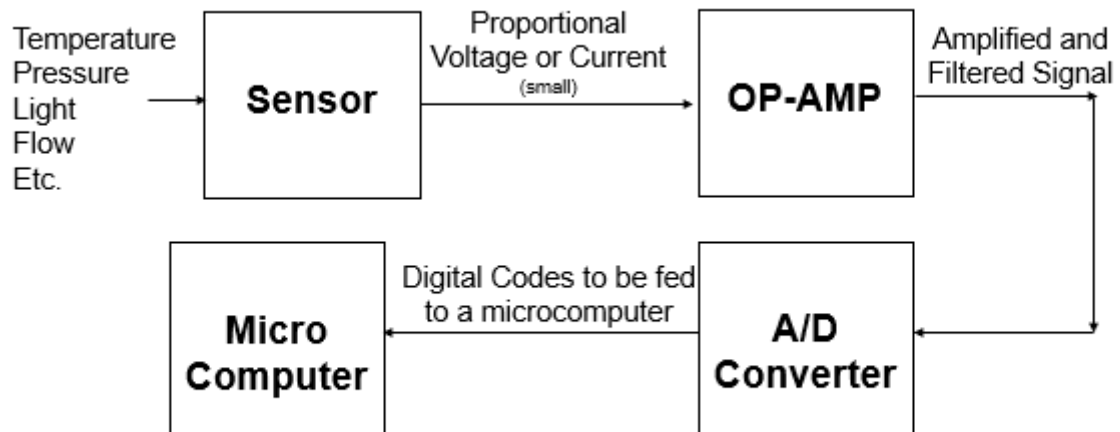 Temperature
Pressure
Light
Flow
Etc.
Sensor
Proportional
Voltage or Current
(small)
OP-AMP
Amplified and
Filtered Signal
Micro
Computer
Digital Codes to be fed
to a microcomputer
A/D
Converter